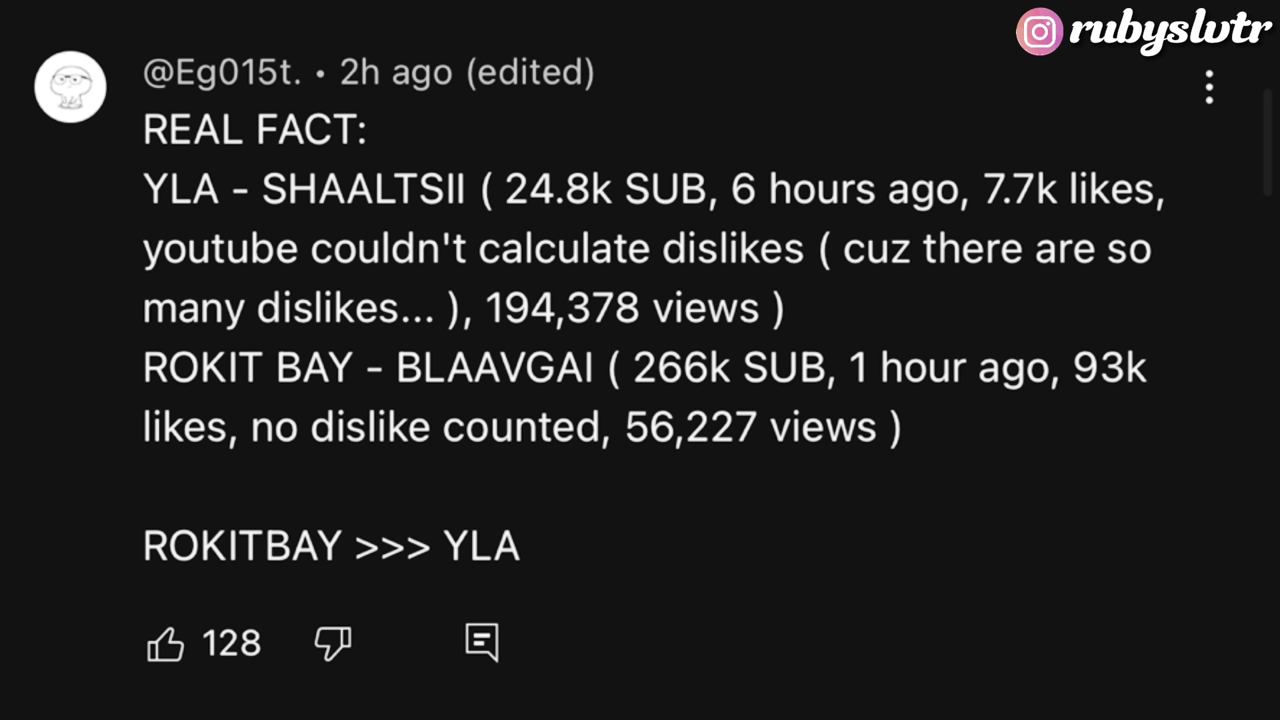 rubyslvtr
@Eg015t. • 2h ago (edited)
REAL FACT:
YLA - SHAALTSII ( 24.8k SUB, 6 hours ago, 7.7k likes,
youtube couldn't calculate dislikes ( cuz there are so
many dislikes... ), 194,378 views )
ROKIT BAY - BLAAVGAI ( 266k SUB, 1 hour ago, 93k
likes, no dislike counted, 56,227 views )
ROKITBAY >>> YLA
128